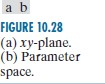 a b
FIGURE 10.28
(a) xy-plane.
(b) Parameter
space.